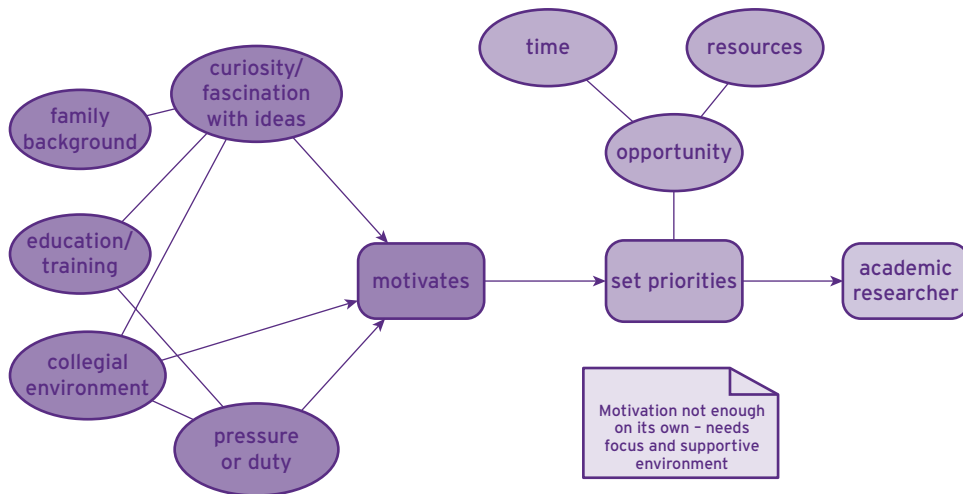 time
resources
curiosity/
fascination
with ideas
family
background
opportunity
education/
training
motivates
set priorities
academic
researcher
collegial
environment
pressure
or duty
Motivation not enough
on its own – needs
focus and supportive
environment